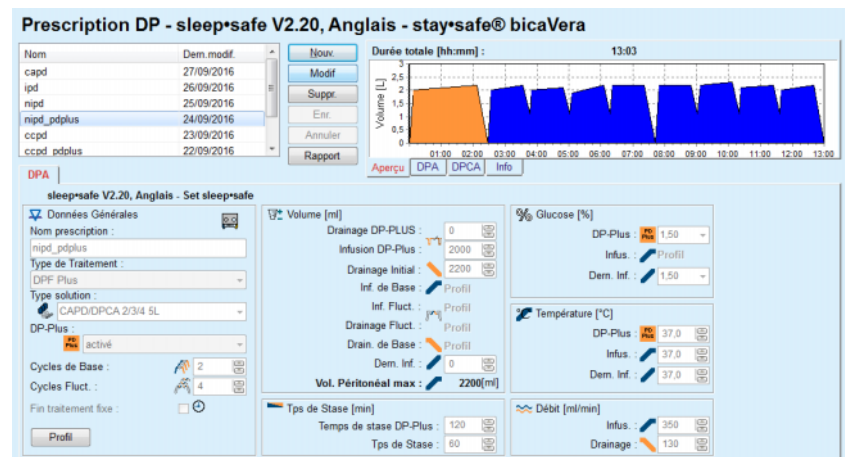 Prescription DP - sleep•safe V2.20, Anglais - stay•safe® bicaVera
Nom Dern.modif.
capd 27/09/2016
ipd 26/09/2016
nipd 25/09/2016
nipd_pdplus 24/09/2016
ccpd 23/09/2016
ccpd_pdplus 22/09/2016
Nouv.
Modif
Suppr.
Enr.
Annuler
Rapport
Durée totale [hh:mm] : 13:03
Volume [L]
3
2,5
2
1,5
1
0,5
0
01:00 02:00 03:00 04:00 05:00 06:00 07:00 08:00 09:00 10:00 11:00 12:00 13:00
Aperçu DPA DPCA Info
DPA
sleep•safe V2.20, Anglais - Set sleep•safe
Données Générales
Nom prescription :
nipd_pdplus
Type de Traitement :
DPF Plus
Type solution :
CAPD/DPCA 2/3/4 5L
DP-Plus :
PD Plus activé
Cycles de Base : 2
Cycles Fluct. : 4
Fin traitement fixe :
Profil
Volume [ml]
Drainage DP-PLUS : 0
Infusion DP-Plus : 2000
Drainage Initial : 2200
Inf. de Base : Profil
Inf. Fluct. : Profil
Drainage Fluct. : Profil
Drain. de Base : Profil
Dern. Inf. : 0
Vol. Péritonéal max : 2200[ml]
Tps de Stase [min]
Temps de stase DP-Plus : 120
Tps de Stase : 60
% Glucose [%]
DP-Plus : PD Plus 1,50
Infus. : Profil
Dern. Inf. : 1,50
Température [°C]
DP-Plus : PD Plus 37,0
Infus. : 37,0
Dern. Inf. : 37,0
Débit [ml/min]
Infus. : 350
Drainage : 130